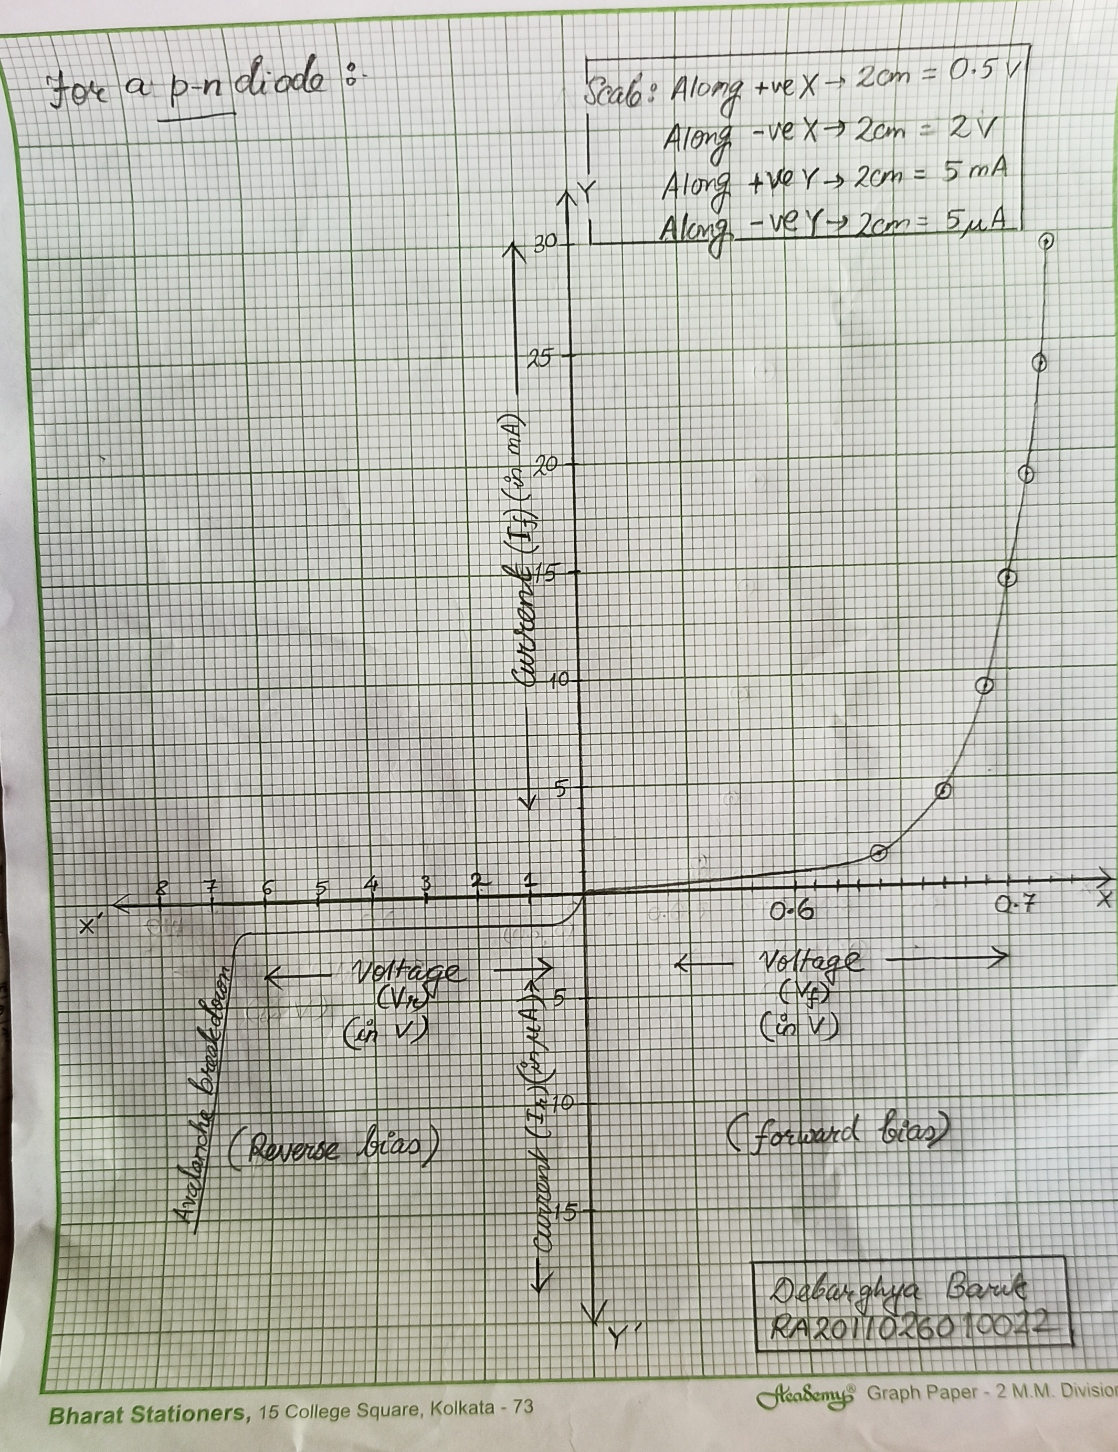 For a p-n diode :-
Scale: Along +ve X → 2cm = 0.5 V
Along -ve X → 2cm = 2 V
Along +ve Y → 2cm = 5 mA
Along -ve Y → 2cm = 5 μA
Y
30
25
20
15
10
5
Current (If) (in mA)
8 7 6 5 4 3 2 1
X'
0.6
0.7
X
Voltage
(Vr)
(in V)
Voltage
(Vf)
(in V)
5
10
15
Current (Ir) (in μA)
Avalanche breakdown
(Reverse bias)
(forward bias)
Y'
Debarghya Barik
RA2011026010022
Bharat Stationers, 15 College Square, Kolkata - 73
Academy® Graph Paper - 2 M.M. Division